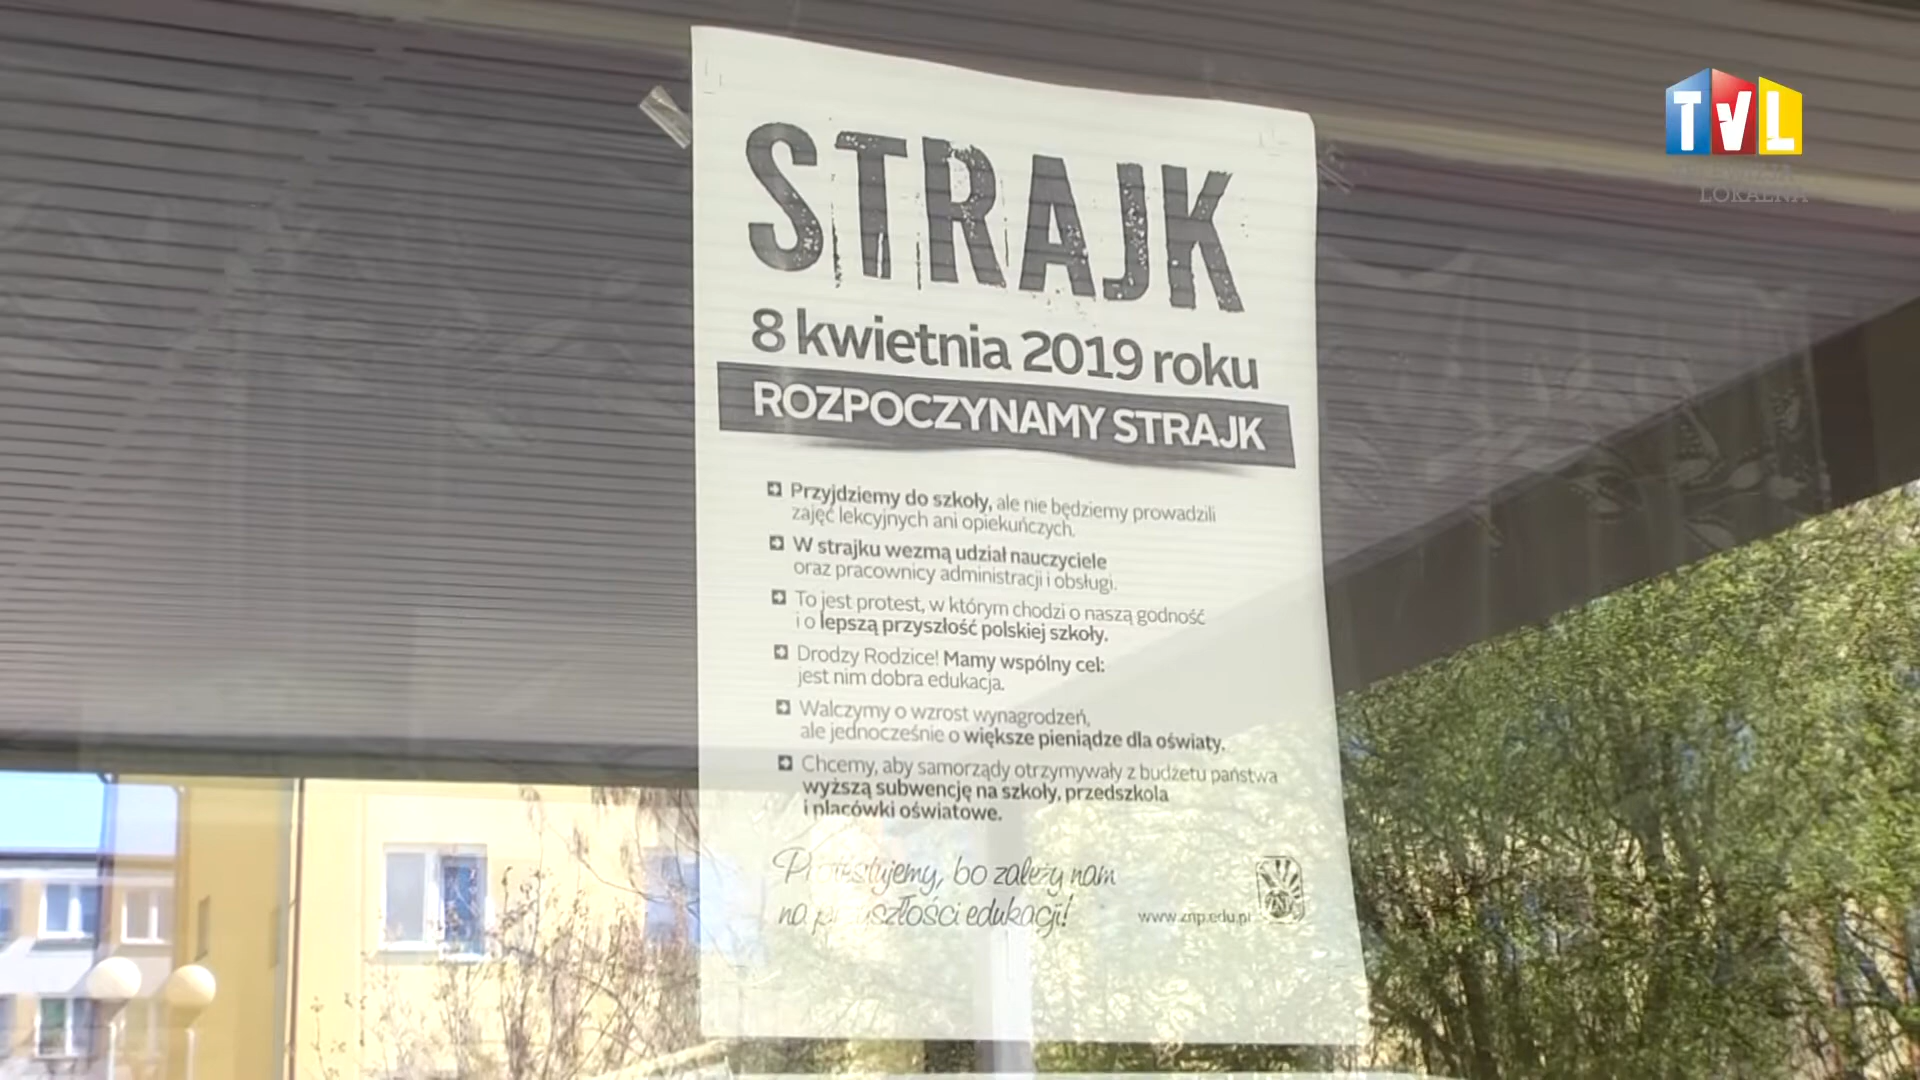 TVL
LOKALNA
STRAJK
8 kwietnia 2019 roku
ROZPOCZYNAMY STRAJK
Przyjdziemy do szkoły, ale nie będziemy prowadzili
zajęć lekcyjnych ani opiekuńczych.
W strajku wezmą udział nauczyciele
oraz pracownicy administracji i obsługi.
To jest protest, w którym chodzi o naszą godność
i o lepszą przyszłość polskiej szkoły.
Drodzy Rodzice! Mamy wspólny cel:
jest nim dobra edukacja.
Walczymy o wzrost wynagrodzeń,
ale jednocześnie o większe pieniądze dla oświaty.
Chcemy, aby samorządy otrzymywały z budżetu państwa
wyższą subwencję na szkoły, przedszkola
i placówki oświatowe.
Protestujemy, bo zależy nam
na przyszłości edukacji!
www.znp.edu.pl